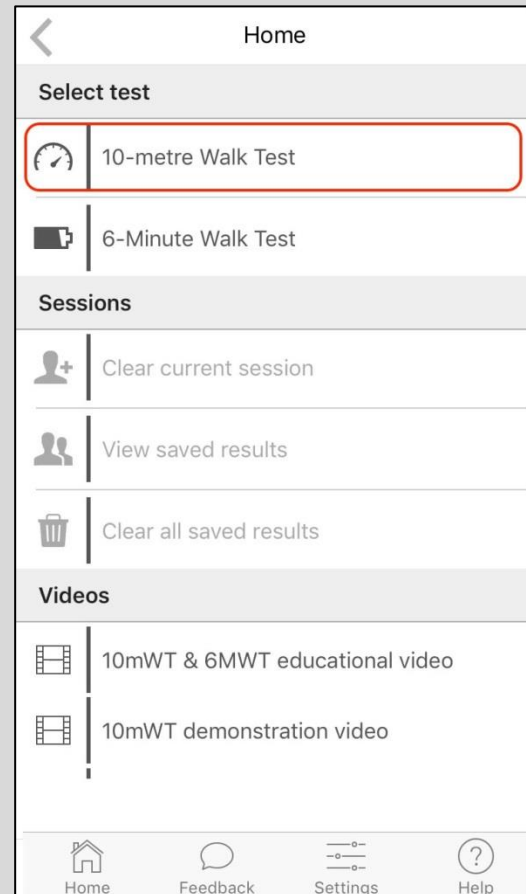 Home
Select test
10-metre Walk Test
6-Minute Walk Test
Sessions
Clear current session
View saved results
Clear all saved results
Videos
10mWT & 6MWT educational video
10mWT demonstration video
Home Feedback Settings Help